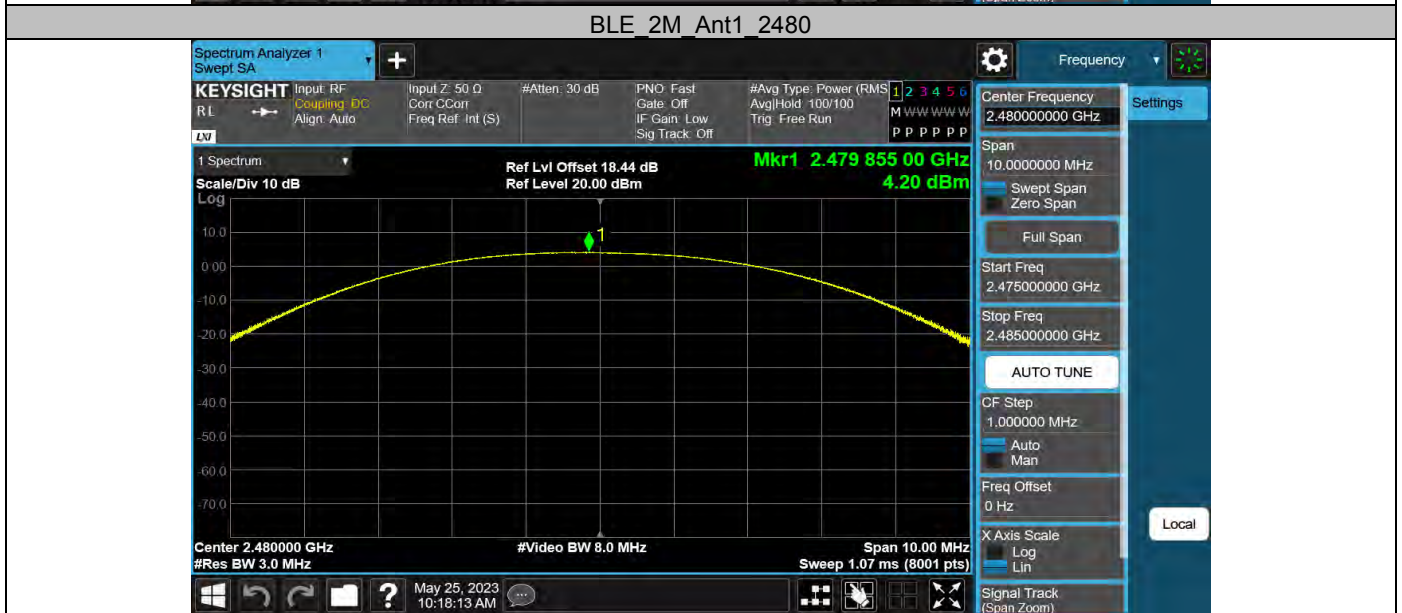 (Span Zoom)
BLE_2M_Ant1_2480
Spectrum Analyzer 1
Swept SA
+
Frequency
KEYSIGHT
RL
LXI
Input: RF
Coupling: DC
Align: Auto
Input Z: 50 Ω
Corr CCorr
Freq Ref: Int (S)
#Atten: 30 dB
PNO: Fast
Gate: Off
IF Gain: Low
Sig Track: Off
#Avg Type: Power (RMS
Avg|Hold: 100/100
Trig: Free Run
1 2 3 4 5 6
M W W W W W
P P P P P P
Center Frequency
2.480000000 GHz
Settings
Span
10.0000000 MHz
Swept Span
Zero Span
Full Span
Start Freq
2.475000000 GHz
Stop Freq
2.485000000 GHz
AUTO TUNE
CF Step
1.000000 MHz
Auto
Man
Freq Offset
0 Hz
X Axis Scale
Log
Lin
Local
Signal Track
(Span Zoom)
1 Spectrum
Scale/Div 10 dB
Log
Ref Lvl Offset 18.44 dB
Ref Level 20.00 dBm
Mkr1 2.479 855 00 GHz
4.20 dBm
1
10.0
0.00
-10.0
-20.0
-30.0
-40.0
-50.0
-60.0
-70.0
Center 2.480000 GHz
#Res BW 3.0 MHz
#Video BW 8.0 MHz
Span 10.00 MHz
Sweep 1.07 ms (8001 pts)
?
May 25, 2023
10:18:13 AM